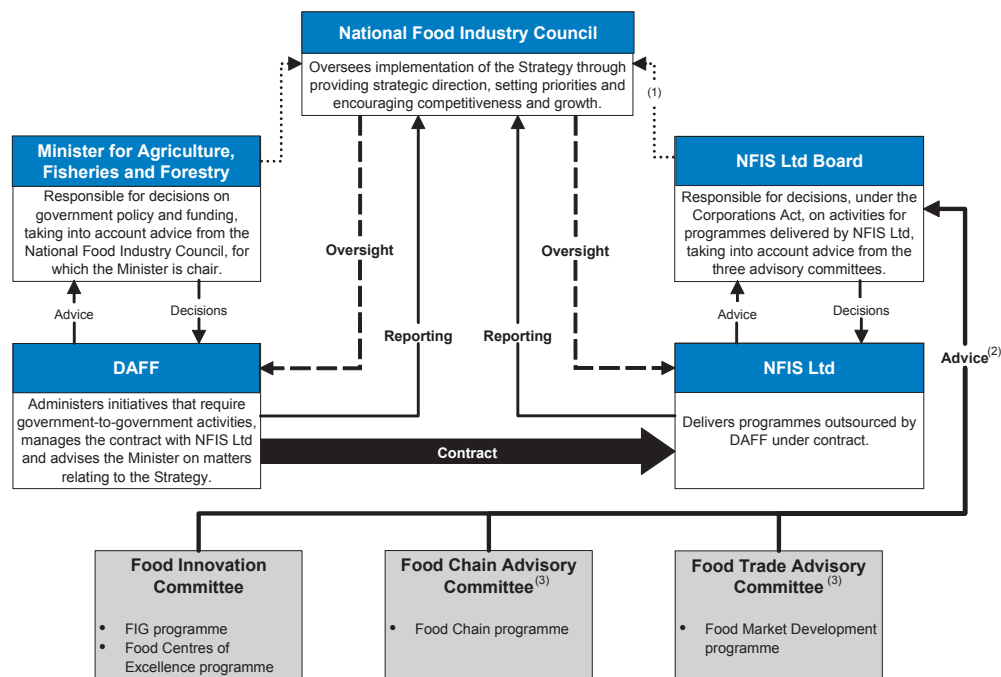 National Food Industry Council
Oversees implementation of the Strategy through
providing strategic direction, setting priorities and
encouraging competitiveness and growth.
(1)
Minister for Agriculture,
Fisheries and Forestry
Responsible for decisions on
government policy and funding,
taking into account advice from the
National Food Industry Council, for
which the Minister is chair.
NFIS Ltd Board
Responsible for decisions, under the
Corporations Act, on activities for
programmes delivered by NFIS Ltd,
taking into account advice from the
three advisory committees.
Oversight
Oversight
Advice
Decisions
Reporting
Reporting
Advice
Decisions
Advice(2)
DAFF
Administers initiatives that require
government-to-government activities,
manages the contract with NFIS Ltd
and advises the Minister on matters
relating to the Strategy.
Contract
NFIS Ltd
Delivers programmes outsourced by
DAFF under contract.
Food Innovation
Committee
• FIG programme
• Food Centres of
Excellence programme
Food Chain Advisory
Committee(3)
• Food Chain programme
Food Trade Advisory
Committee (3)
• Food Market Development
programme